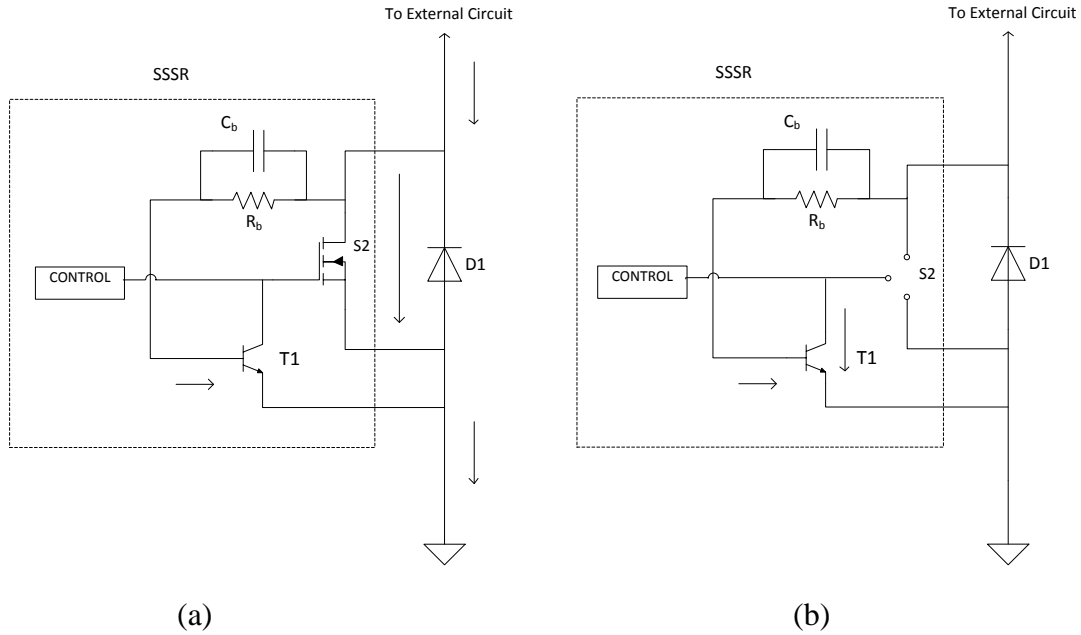 To External Circuit
SSSR
C_b
R_b
S2
D1
CONTROL
T1
(a)
To External Circuit
SSSR
C_b
R_b
S2
D1
CONTROL
T1
(b)